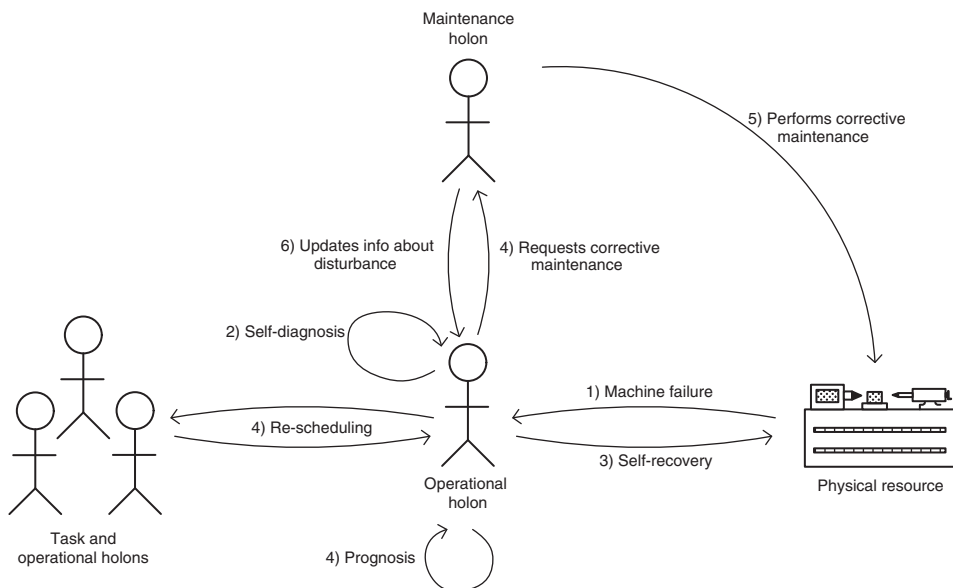 Maintenance
holon
5) Performs corrective
maintenance
6) Updates info about
disturbance
4) Requests corrective
maintenance
2) Self-diagnosis
1) Machine failure
4) Re-scheduling
3) Self-recovery
Operational
holon
Physical resource
Task and
operational holons
4) Prognosis